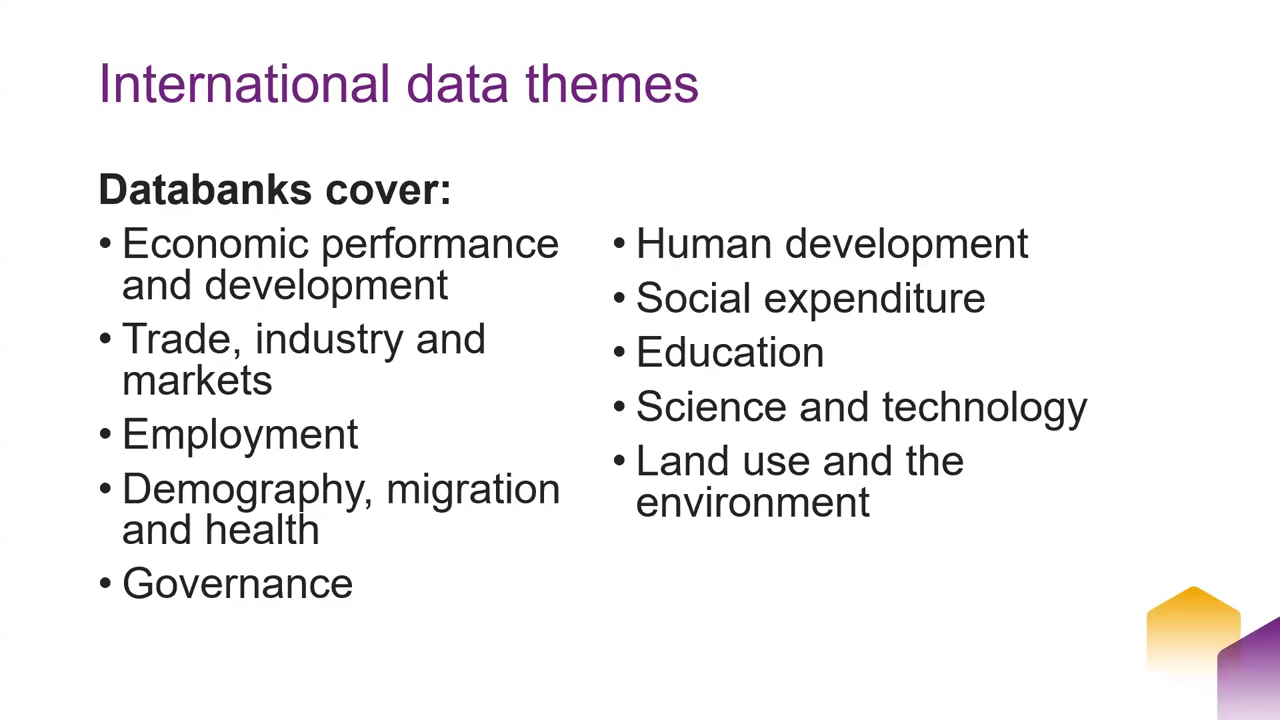 International data themes
Databanks cover:
• Economic performance
and development
• Trade, industry and
markets
• Employment
• Demography, migration
and health
• Governance
• Human development
• Social expenditure
• Education
• Science and technology
• Land use and the
environment